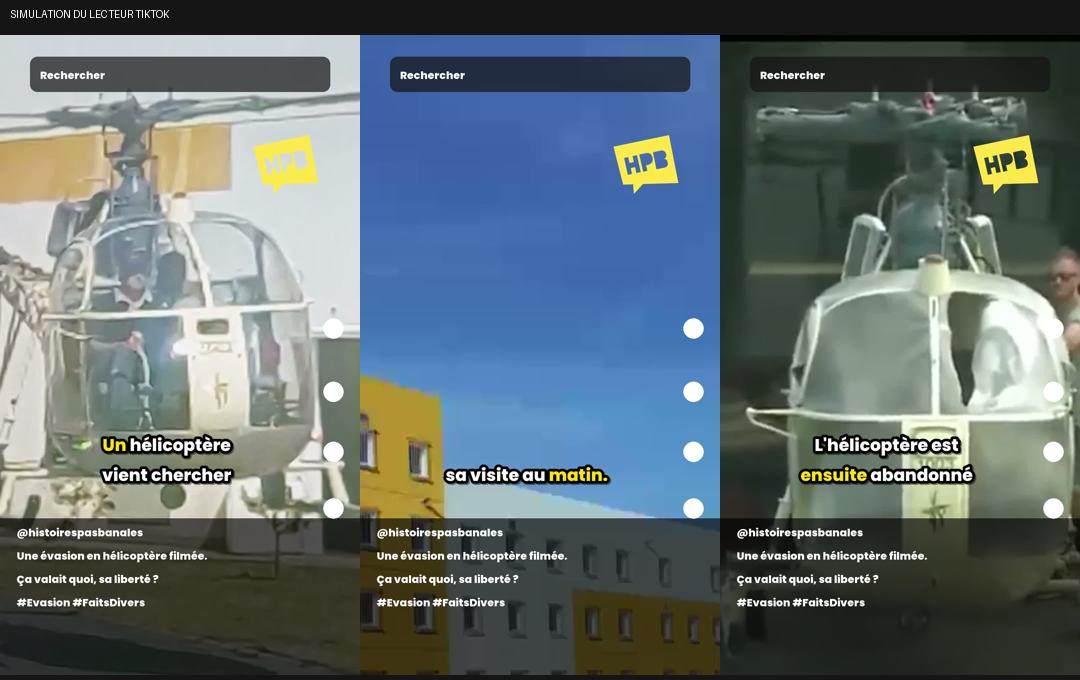 SIMULATION DU LECTEUR TIKTOK
Rechercher
HPB
Un hélicoptère
vient chercher
@histoirespasbanales
Une évasion en hélicoptère filmée.
Ça valait quoi, sa liberté ?
#Evasion #FaitsDivers
Rechercher
HPB
sa visite au matin.
@histoirespasbanales
Une évasion en hélicoptère filmée.
Ça valait quoi, sa liberté ?
#Evasion #FaitsDivers
Rechercher
HPB
L'hélicoptère est
ensuite abandonné
@histoirespasbanales
Une évasion en hélicoptère filmée.
Ça valait quoi, sa liberté ?
#Evasion #FaitsDivers